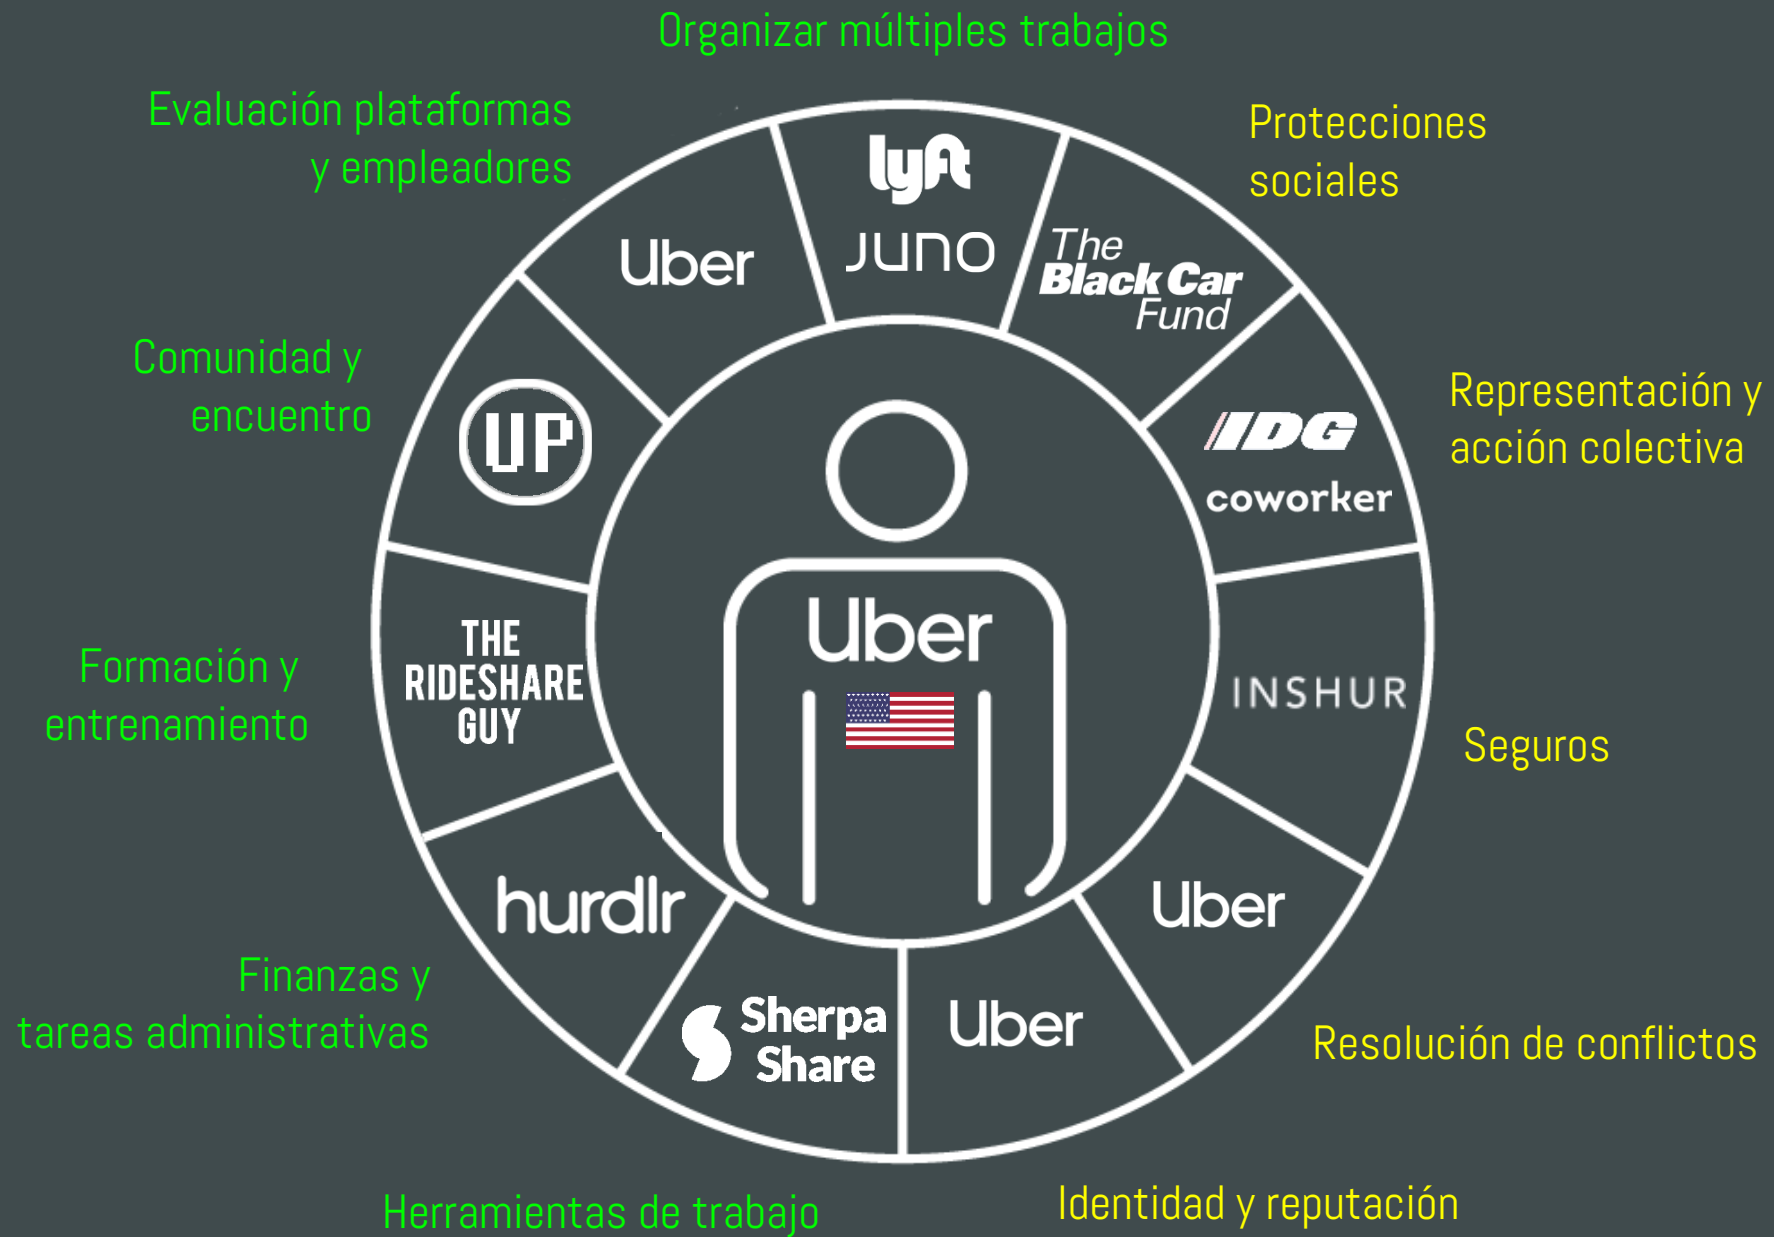 Organizar múltiples trabajos
Evaluación plataformas
y empleadores
Protecciones
sociales
lyft
JUNO
Uber
The
Black Car
Fund
Comunidad y
encuentro
UP
IDG
coworker
Representación y
acción colectiva
Uber
Formación y
entrenamiento
THE
RIDESHARE
GUY
INSHUR
Seguros
hurdlr
Uber
Finanzas y
tareas administrativas
Sherpa
Share
Uber
Resolución de conflictos
Herramientas de trabajo
Identidad y reputación